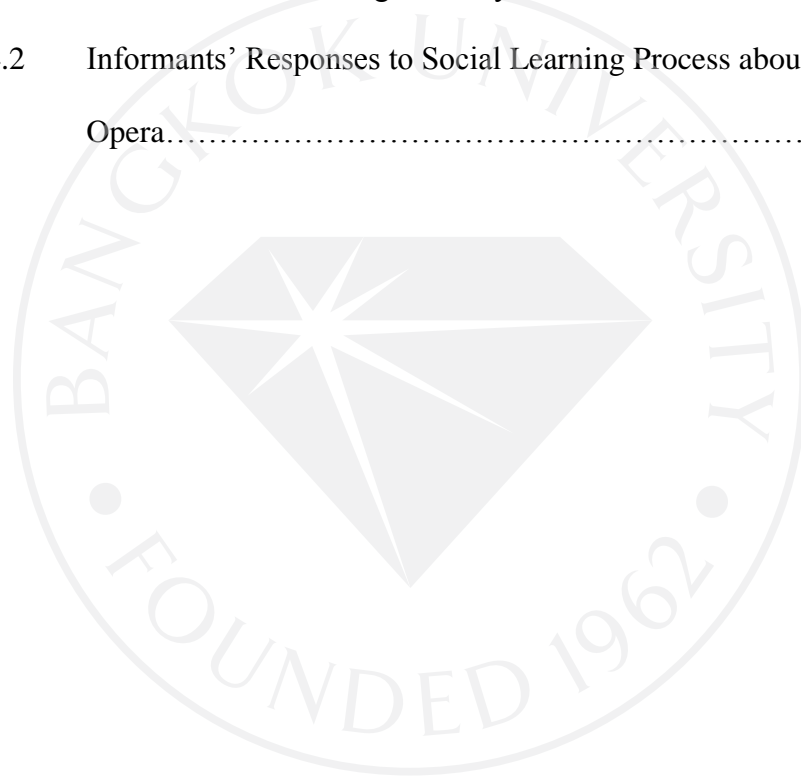 .2 Informants' Responses to Social Learning Process abou
Opera……………………………………………………
BANGKOK UNIVERSITY
FOUNDED 1962